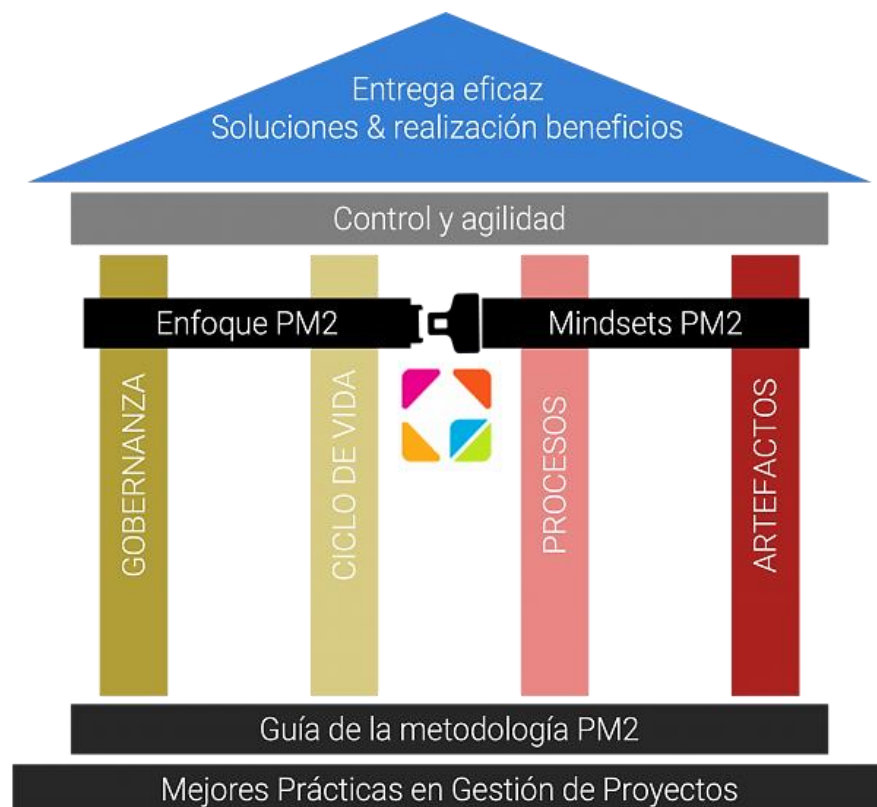 Entrega eficaz
Soluciones & realización beneficios
Control y agilidad
Enfoque PM2
Mindsets PM2
GOBERNANZA
CICLO DE VIDA
PROCESOS
ARTEFACTOS
Guía de la metodología PM2
Mejores Prácticas en Gestión de Proyectos